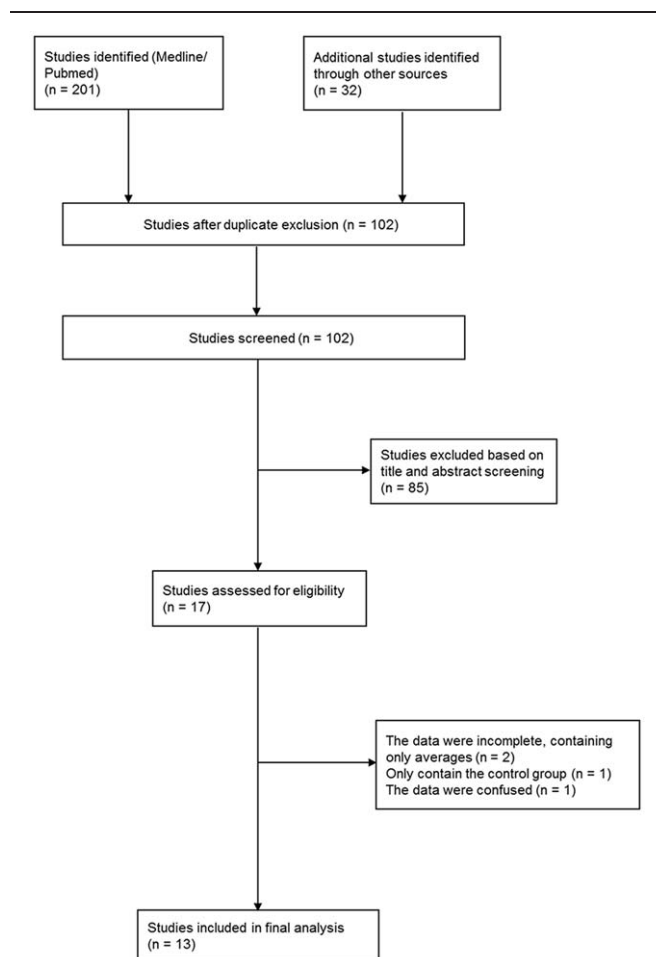 Studies identified (Medline/
Pubmed)
(n = 201)
Additional studies identified
through other sources
(n = 32)
Studies after duplicate exclusion (n = 102)
Studies screened (n = 102)
Studies excluded based on
title and abstract screening
(n = 85)
Studies assessed for eligibility
(n = 17)
The data were incomplete, containing
only averages (n = 2)
Only contain the control group (n = 1)
The data were confused (n = 1)
Studies included in final analysis
(n = 13)